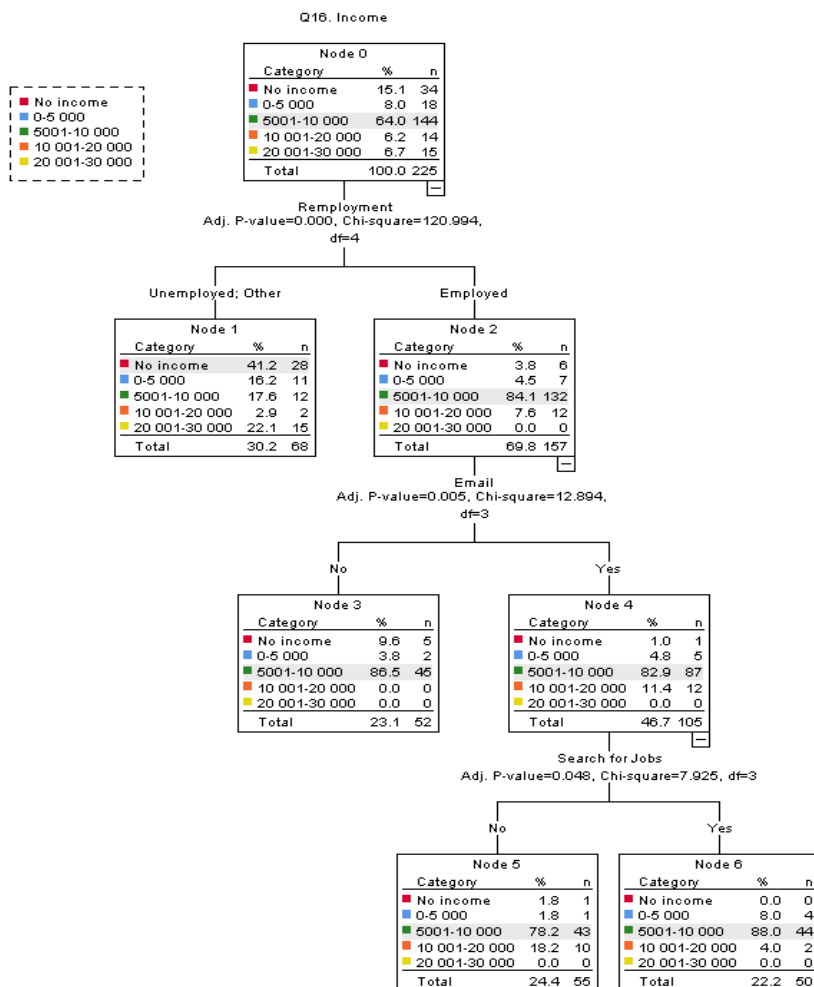 Q16. Income
No income
0-5 000
5001-10 000
10 001-20 000
20 001-30 000
Node 0
Category % n
No income 15.1 34
0-5 000 8.0 18
5001-10 000 64.0 144
10 001-20 000 6.2 14
20 001-30 000 6.7 15
Total 100.0 225
Remployment
Adj. P-value=0.000, Chi-square=120.994,
df=4
Unemployed; Other
Employed
Node 1
Category % n
No income 41.2 28
0-5 000 16.2 11
5001-10 000 17.6 12
10 001-20 000 2.9 2
20 001-30 000 22.1 15
Total 30.2 68
Node 2
Category % n
No income 3.8 6
0-5 000 4.5 7
5001-10 000 84.1 132
10 001-20 000 7.6 12
20 001-30 000 0.0 0
Total 69.8 157
Email
Adj. P-value=0.005, Chi-square=12.894,
df=3
No
Yes
Node 3
Category % n
No income 9.6 5
0-5 000 3.8 2
5001-10 000 86.5 45
10 001-20 000 0.0 0
20 001-30 000 0.0 0
Total 23.1 52
Node 4
Category % n
No income 1.0 1
0-5 000 4.8 5
5001-10 000 82.9 87
10 001-20 000 11.4 12
20 001-30 000 0.0 0
Total 46.7 105
Search for Jobs
Adj. P-value=0.048, Chi-square=7.925, df=3
No
Yes
Node 5
Category % n
No income 1.8 1
0-5 000 1.8 1
5001-10 000 78.2 43
10 001-20 000 18.2 10
20 001-30 000 0.0 0
Total 24.4 55
Node 6
Category % n
No income 0.0 0
0-5 000 8.0 4
5001-10 000 88.0 44
10 001-20 000 4.0 2
20 001-30 000 0.0 0
Total 22.2 50